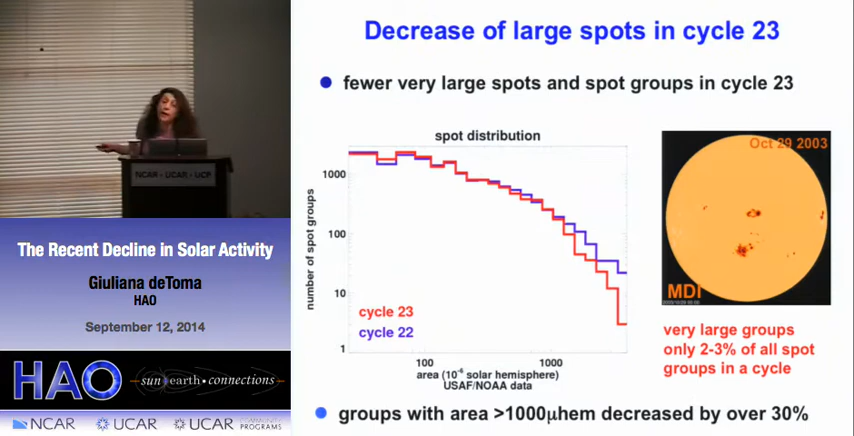 Decrease of large spots in cycle 23
fewer very large spots and spot groups in cycle 23
spot distribution
number of spot groups
1000
100
10
1
cycle 23
cycle 22
100
1000
area (10⁻⁶ solar hemisphere)
USAF/NOAA data
Oct 29 2003
MDI
very large groups
only 2-3% of all spot
groups in a cycle
groups with area >1000μhem decreased by over 30%
NCAR • UCAR • UCP
The Recent Decline in Solar Activity
Giuliana deToma
HAO
September 12, 2014
HAO
sun earth • connections
NCAR
UCAR
UCAR
COMMUNITY
PROGRAMS